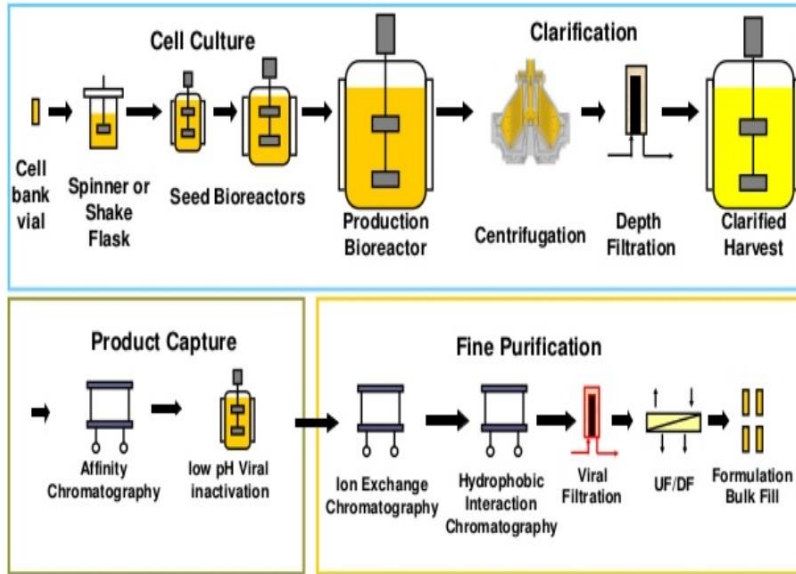 Cell Culture
Clarification
Cell
bank
vial
Spinner or
Shake
Flask
Seed Bioreactors
Production
Bioreactor
Centrifugation
Depth
Filtration
Clarified
Harvest
Product Capture
Affinity
Chromatography
low pH Viral
inactivation
Fine Purification
Ion Exchange
Chromatography
Hydrophobic
Interaction
Chromatography
Viral
Filtration
UF/DF
Formulation
Bulk Fill